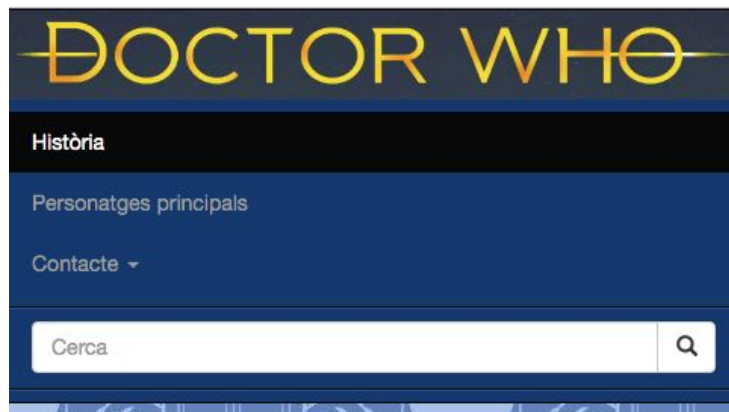 DOCTOR WHO
Història
Personatges principals
Contacte
Cerca